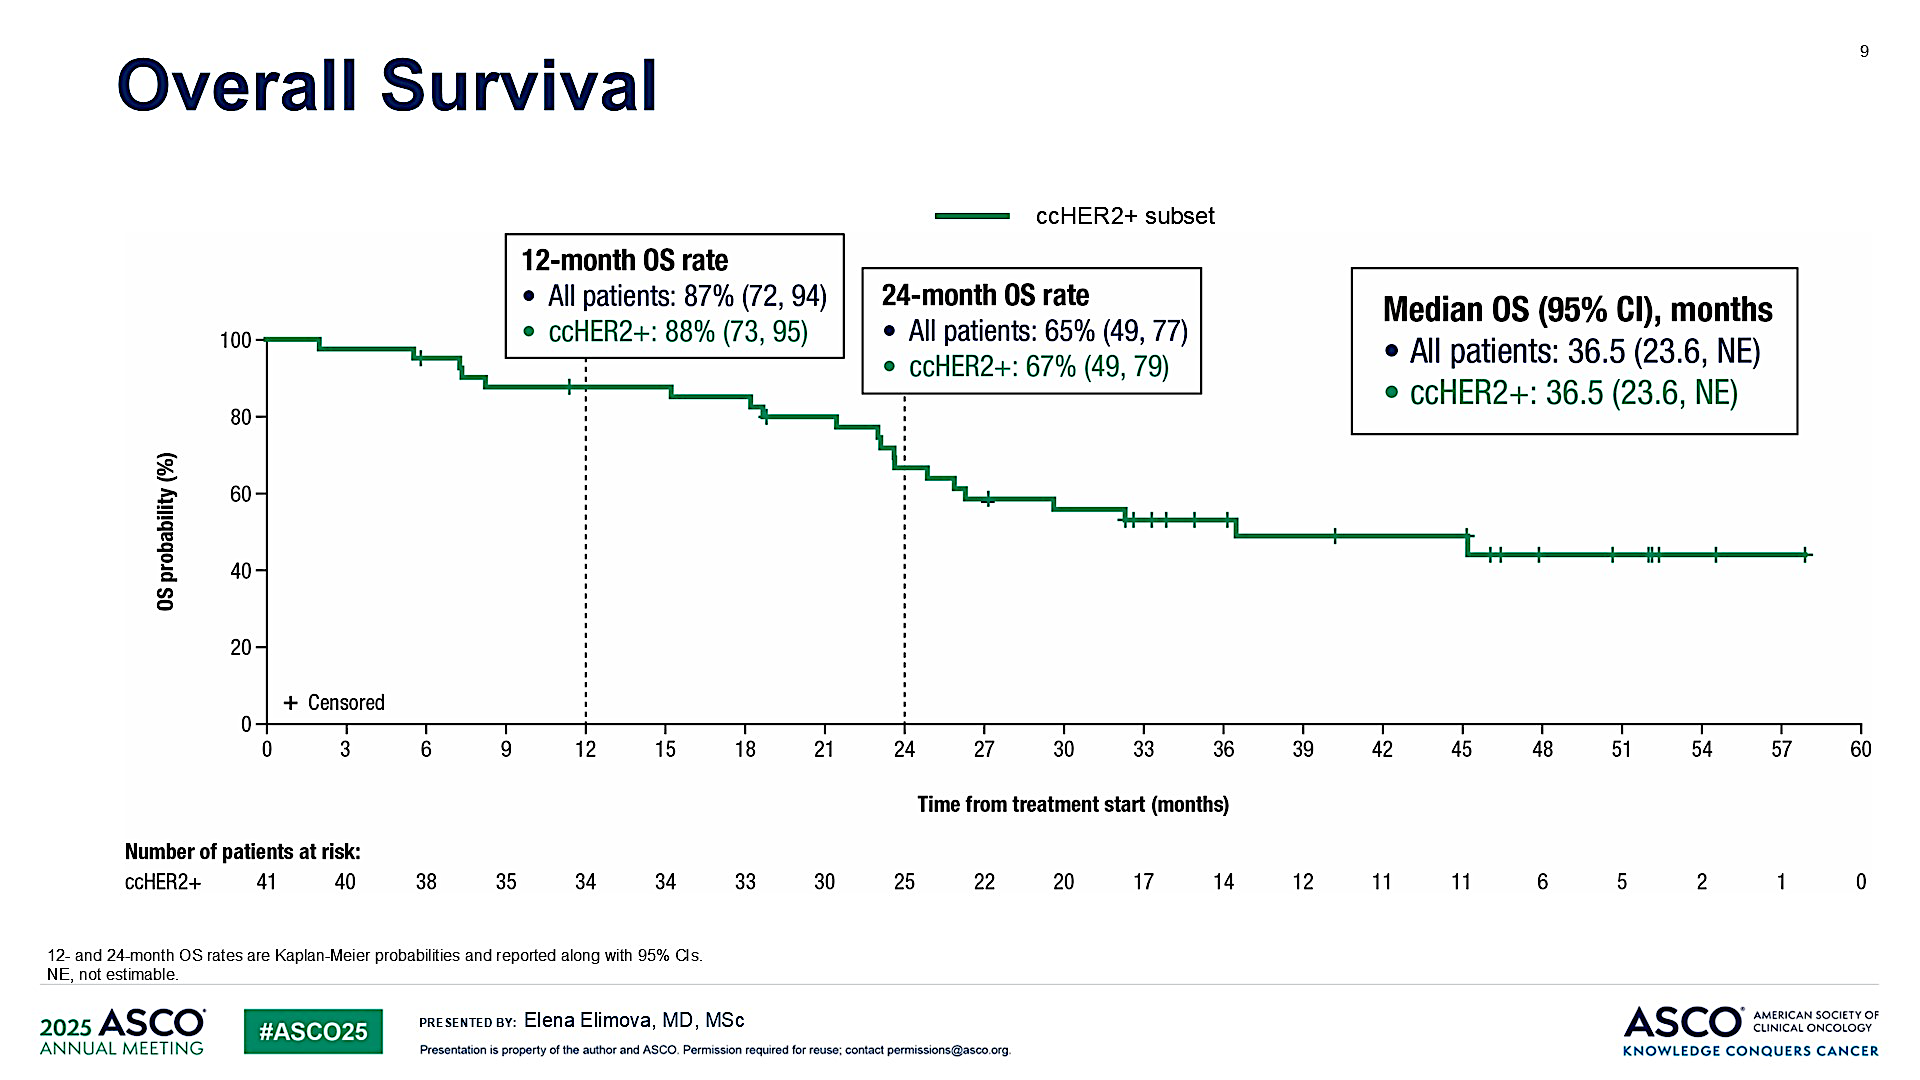 9
Overall Survival
ccHER2+ subset
12-month OS rate
• All patients: 87% (72, 94)
• ccHER2+: 88% (73, 95)
24-month OS rate
• All patients: 65% (49, 77)
• ccHER2+: 67% (49, 79)
Median OS (95% CI), months
• All patients: 36.5 (23.6, NE)
• ccHER2+: 36.5 (23.6, NE)
OS probability (%)
100
80
60
40
20
0
+ Censored
0 3 6 9 12 15 18 21 24 27 30 33 36 39 42 45 48 51 54 57 60
Time from treatment start (months)
Number of patients at risk:
ccHER2+ 41 40 38 35 34 34 33 30 25 22 20 17 14 12 11 11 6 5 2 1 0
12- and 24-month OS rates are Kaplan-Meier probabilities and reported along with 95% CIs.
NE, not estimable.
2025 ASCO
ANNUAL MEETING
#ASCO25
PRESENTED BY: Elena Elimova, MD, MSc
Presentation is property of the author and ASCO. Permission required for reuse; contact permissions@asco.org.
ASCO AMERICAN SOCIETY OF
CLINICAL ONCOLOGY
KNOWLEDGE CONQUERS CANCER